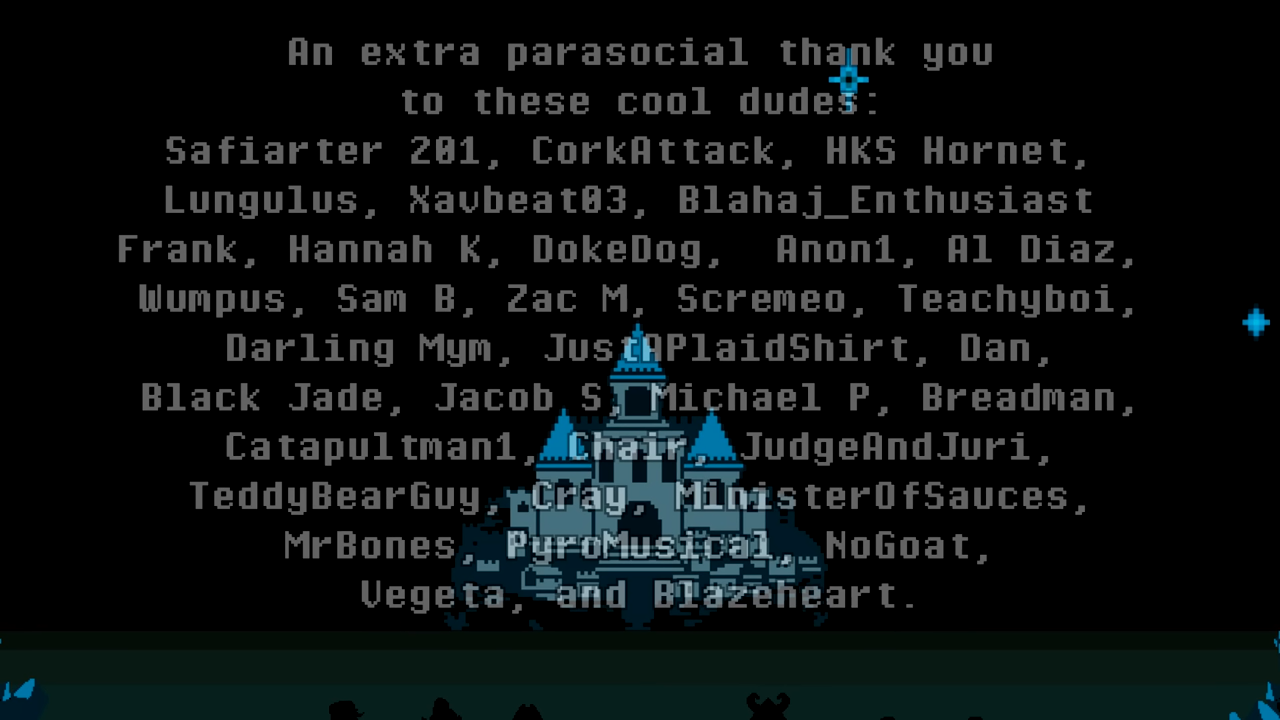 An extra parasocial thank you
to these cool dudes:
Safiarter 201, CorkAttack, HKS Hornet,
Lungulus, Xavbeat03, Blahaj_Enthusiast
Frank, Hannah K, DokeDog,  Anon1, Al Diaz,
Wumpus, Sam B, Zac M, Scremeo, Teachyboi,
Darling Mym, JustAPlaidShirt, Dan,
Black Jade, Jacob S, Michael P, Breadman,
Catapultman1, Chair, JudgeAndJuri,
TeddyBearGuy, Cray, MinisterOfSauces,
MrBones, PyroMusical, NoGoat,
Vegeta, and Blazeheart.